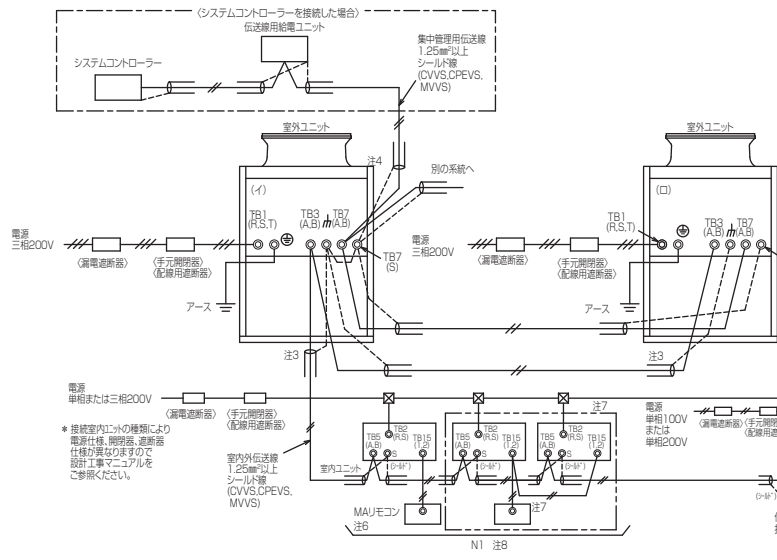 〈システムコントローラーを接続した場合〉
伝送線用給電ユニット
システムコントローラー
集中管理用伝送線
1.25mm²以上
シールド線
(CVVS,CPEVS,
MVVS)
室外ユニット
注4
別の系統へ
(イ)
TB1
(R,S,T)
TB3
(A,B)
TB7
(A,B)
TB7
(S)
電源
三相200V
〈漏電遮断器〉
〈手元開閉器〉
〈配線用遮断器〉
アース
室外ユニット
(ロ)
TB1
(R,S,T)
TB3
(A,B)
TB7
(A,B)
電源
三相200V
〈漏電遮断器〉
〈手元開閉器〉
〈配線用遮断器〉
アース
注3
注3
電源
単相または三相200V
〈漏電遮断器〉
〈手元開閉器〉
〈配線用遮断器〉
* 接続室内ユニットの種類により
電源仕様、開閉器、遮断器
仕様が異なりますので
設計工事マニュアルを
ご参照ください。
室内外伝送線
1.25mm²以上
シールド線
(CVVS,CPEVS,
MVVS)
室内ユニット
TB2
(R,S)
TB5
(A,B)
S
TB15
(1,2)
(シールド)
TB2
(R,S)
TB5
(A,B)
S
TB15
(1,2)
(シールド)
注7
TB2
(R,S)
TB5
(A,B)
S
TB15
(1,2)
(シールド)
電源
単相100V
または
単相200V
〈漏電遮断器〉
(シールド)
MAリモコン
注6
注7
N1 注8